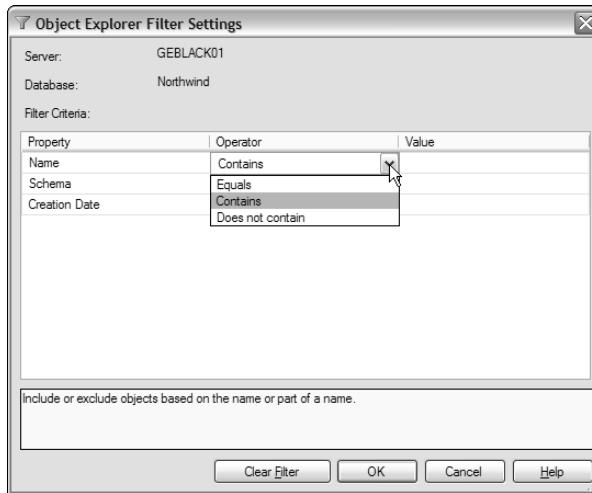 Object Explorer Filter Settings
Server: GEBLACK01
Database: Northwind
Filter Criteria:
Property Operator Value
Name Contains
Schema Equals
Creation Date Contains
Does not contain
Include or exclude objects based on the name or part of a name.
Clear Filter OK Cancel Help